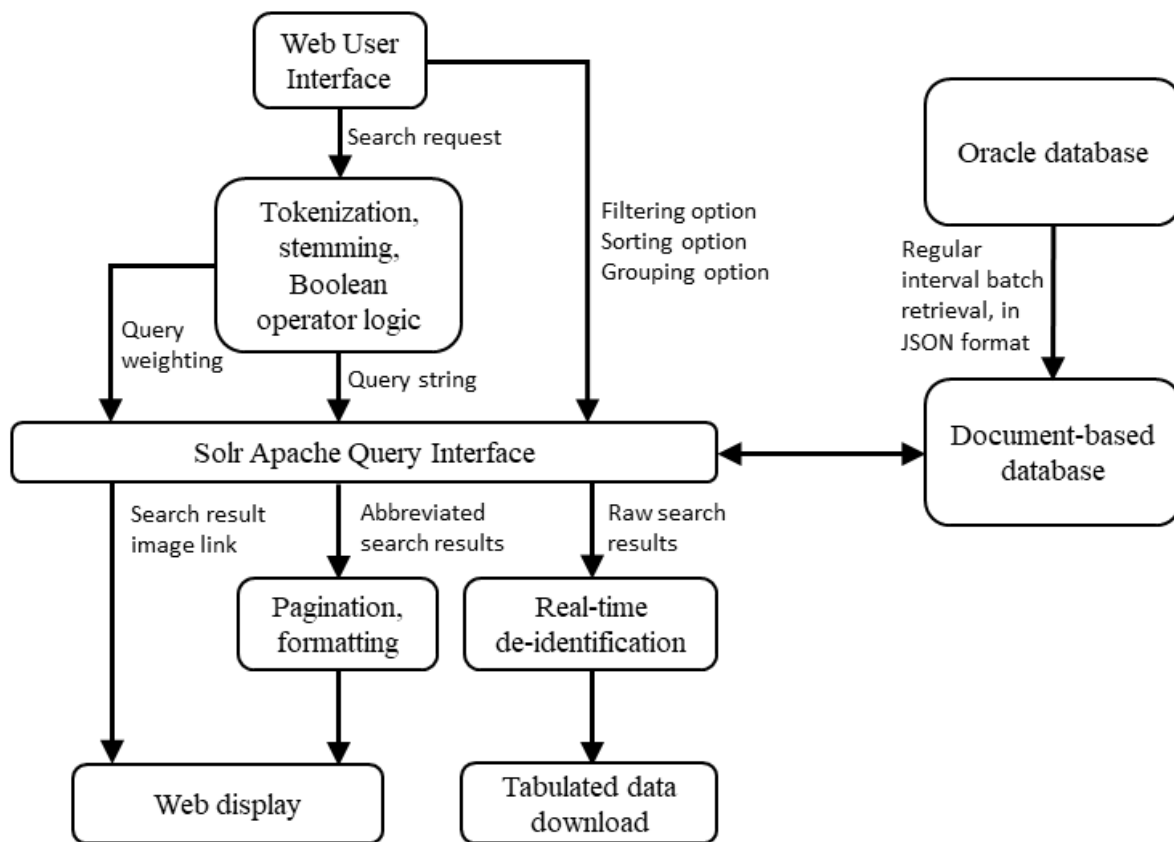 Web User
Interface
Search request
Tokenization,
stemming,
Boolean
operator logic
Filtering option
Sorting option
Grouping option
Oracle database
Regular
interval batch
retrieval, in
JSON format
Query
weighting
Query string
Solr Apache Query Interface
Document-based
database
Search result
image link
Abbreviated
search results
Raw search
results
Pagination,
formatting
Real-time
de-identification
Web display
Tabulated data
download